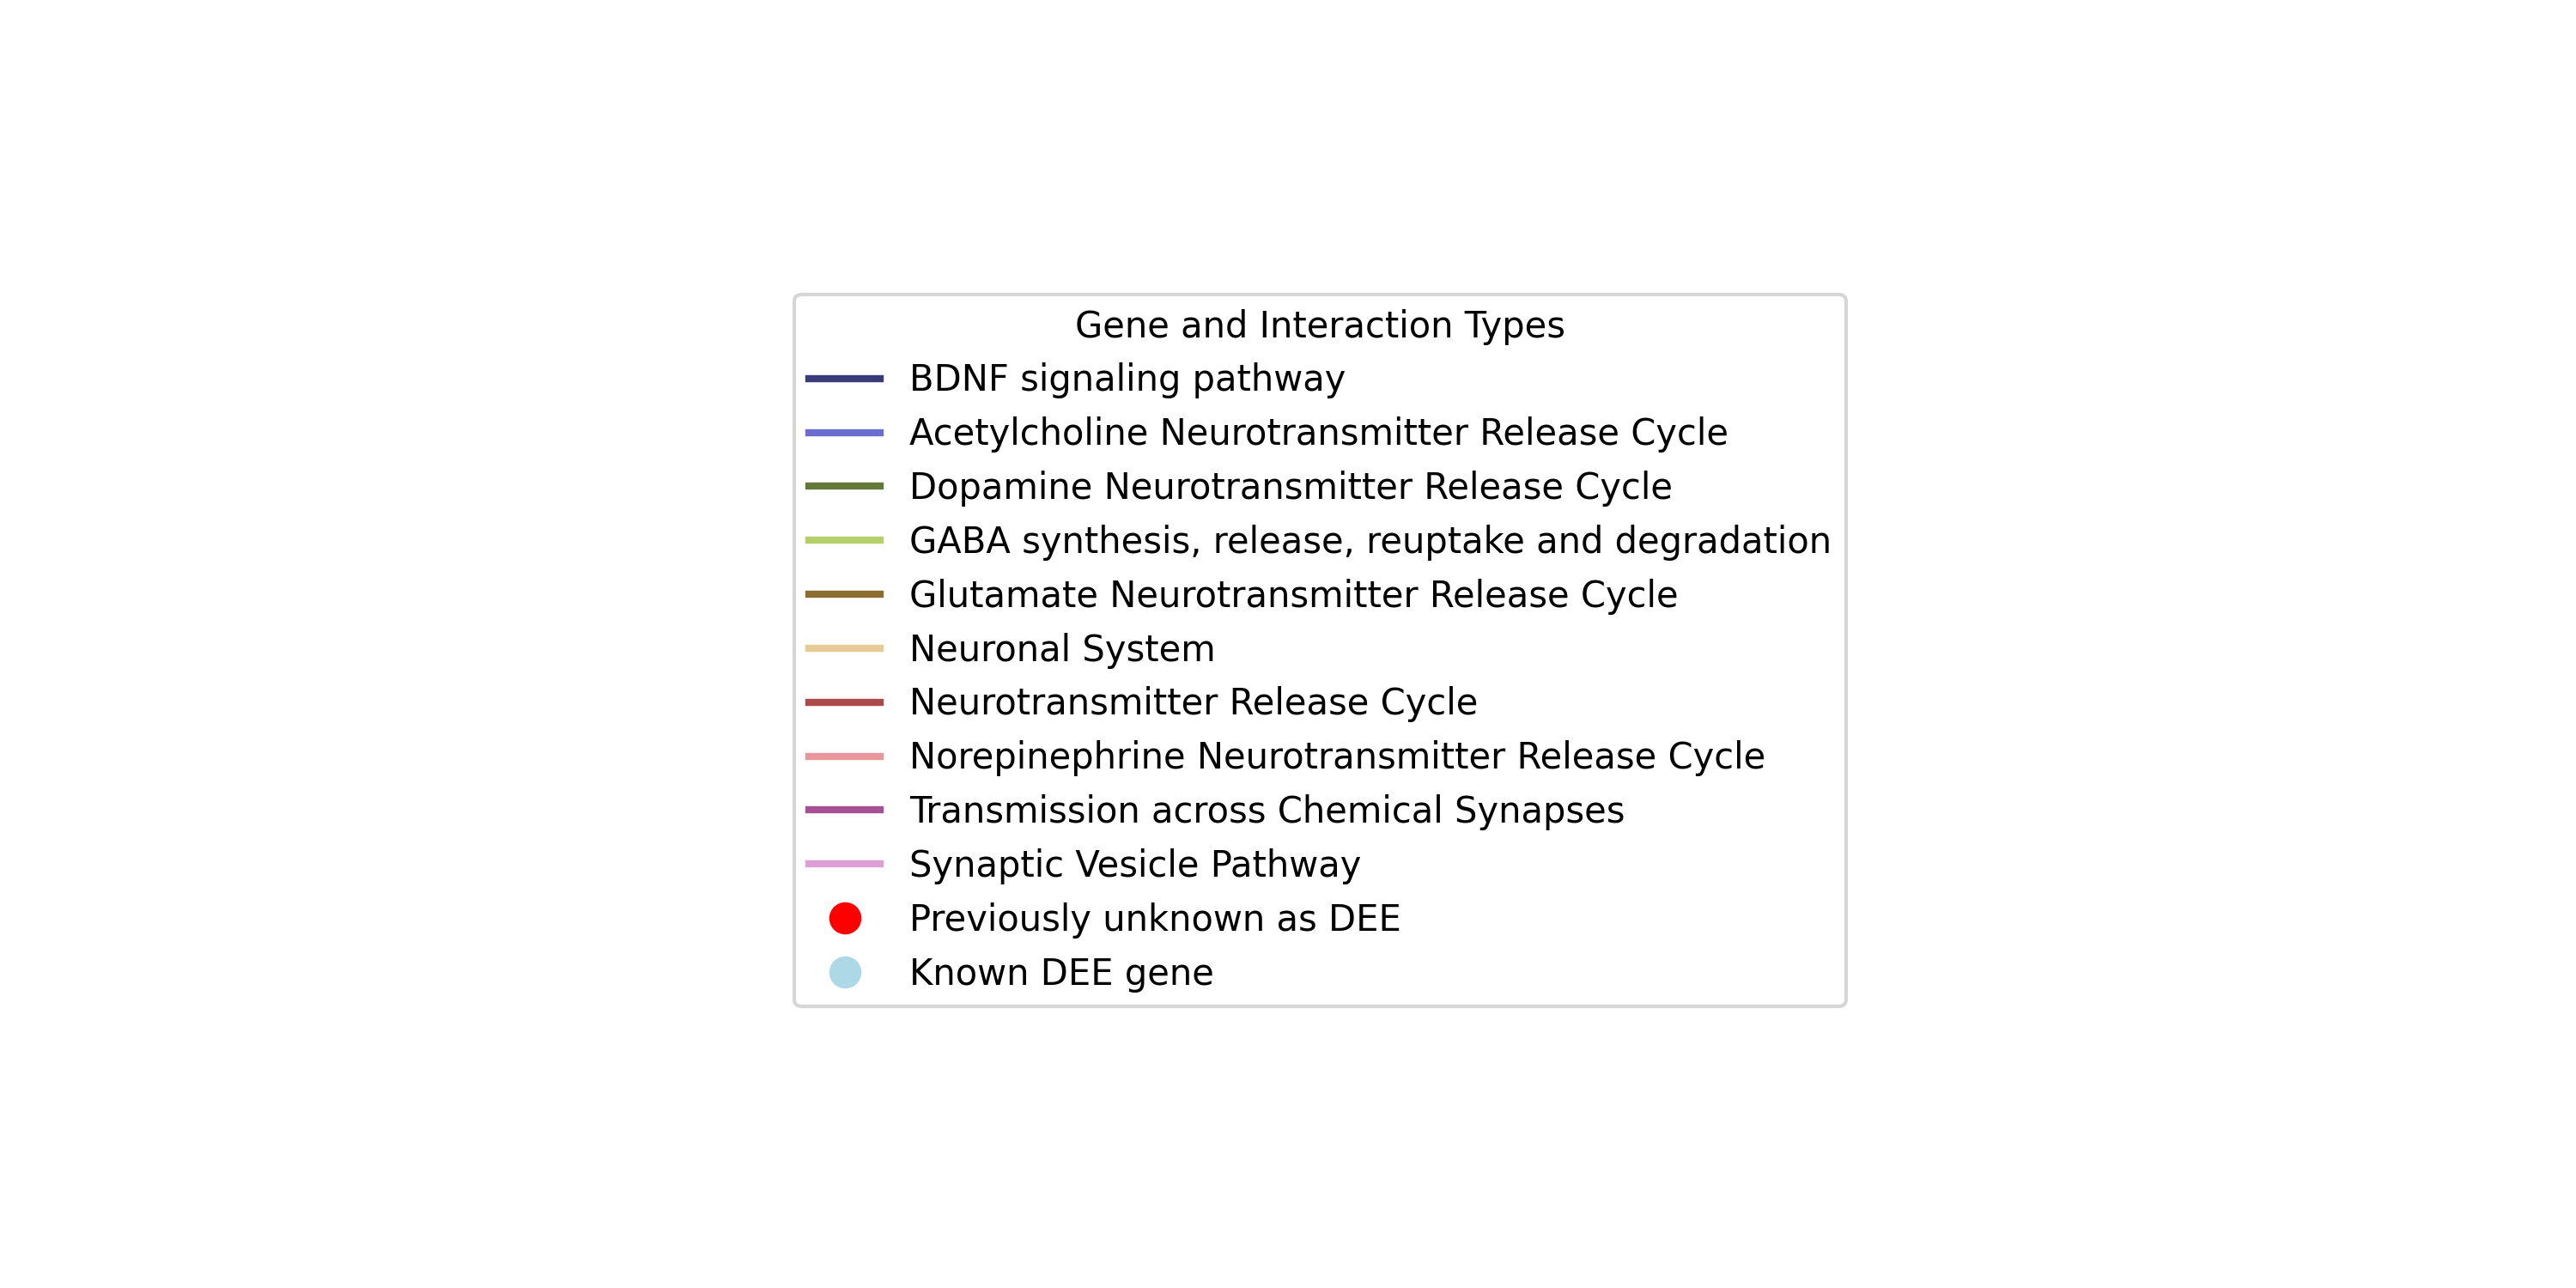 Gene and Interaction Types
BDNF signaling pathway
Acetylcholine Neurotransmitter Release Cycle
Dopamine Neurotransmitter Release Cycle
GABA synthesis, release, reuptake and degradation
Glutamate Neurotransmitter Release Cycle
Neuronal System
Neurotransmitter Release Cycle
Norepinephrine Neurotransmitter Release Cycle
Transmission across Chemical Synapses
Synaptic Vesicle Pathway
Previously unknown as DEE
Known DEE gene